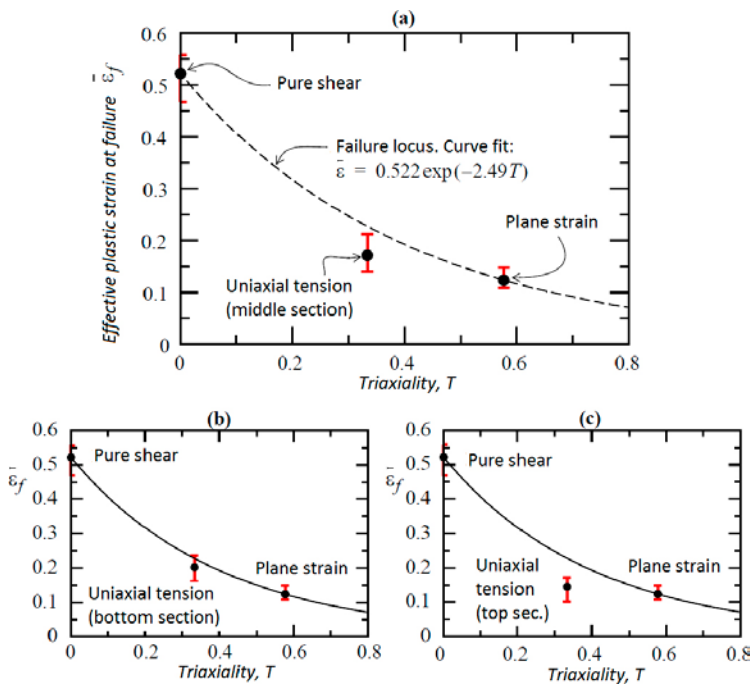 (a)
0.6
0.5
0.4
0.3
0.2
0.1
0
Effective plastic strain at failure ε̄f
Pure shear
Failure locus. Curve fit:
ε̄ = 0.522exp(−2.49T)
Plane strain
Uniaxial tension
(middle section)
0 0.2 0.4 0.6 0.8
Triaxiality, T
(b)
0.6
0.5
0.4
0.3
0.2
0.1
0
ε̄f
Pure shear
Plane strain
Uniaxial tension
(bottom section)
0 0.2 0.4 0.6 0.8
Triaxiality, T
(c)
0.6
0.5
0.4
0.3
0.2
0.1
0
ε̄f
Pure shear
Uniaxial
Plane strain
tension
(top sec.)
0 0.2 0.4 0.6 0.8
Triaxiality, T